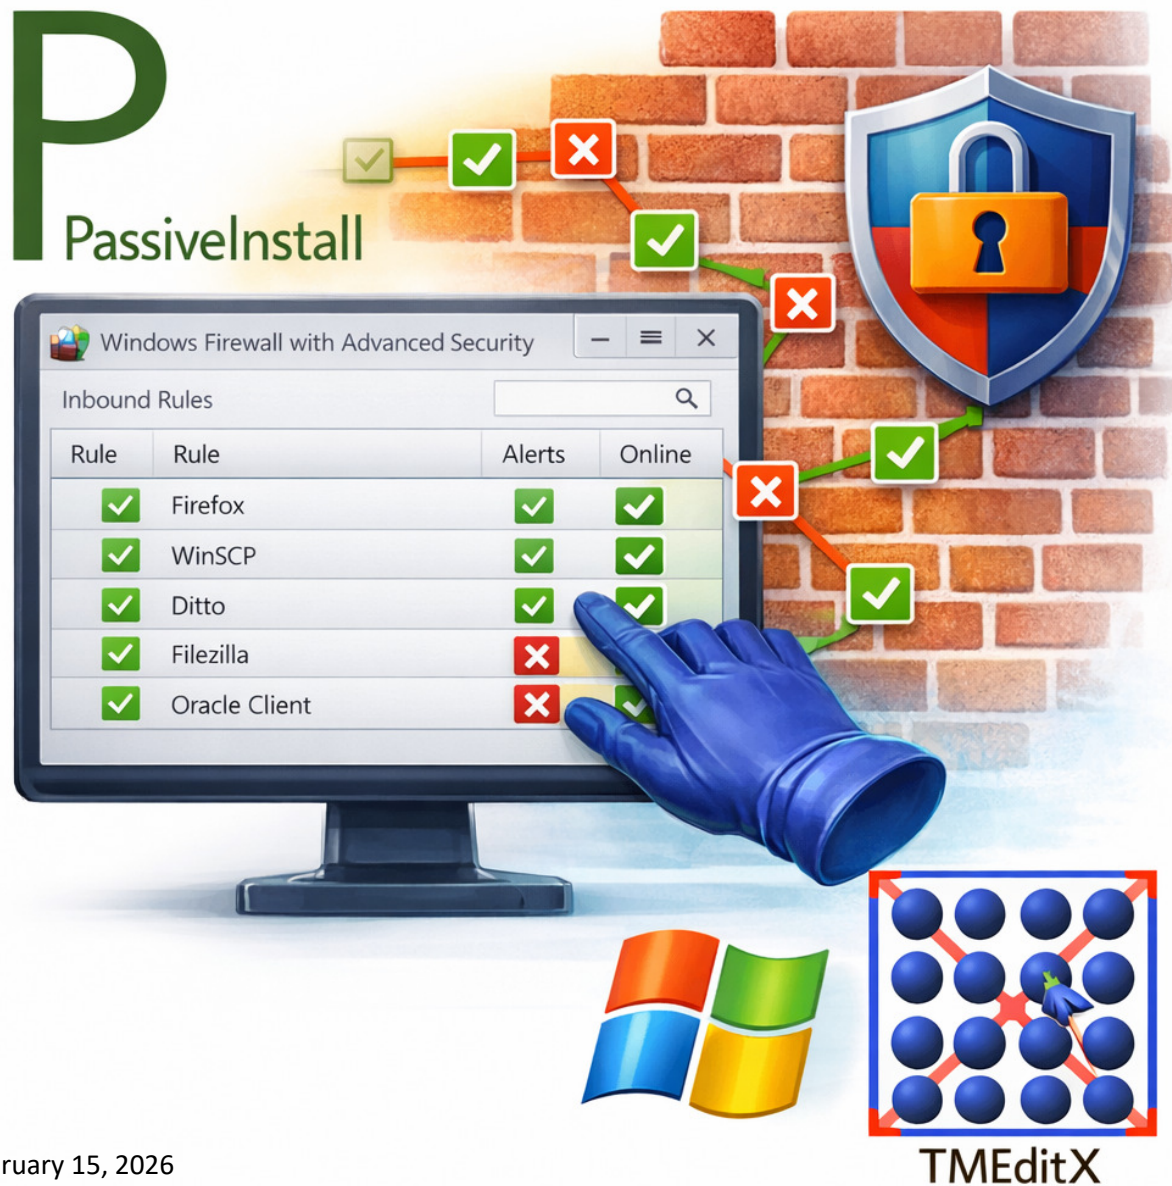 P
PassiveInstall
Windows Firewall with Advanced Security
Inbound Rules
Rule Rule Alerts Online
Firefox
WinSCP
Ditto
Filezilla
Oracle Client
ruary 15, 2026
TMEditX